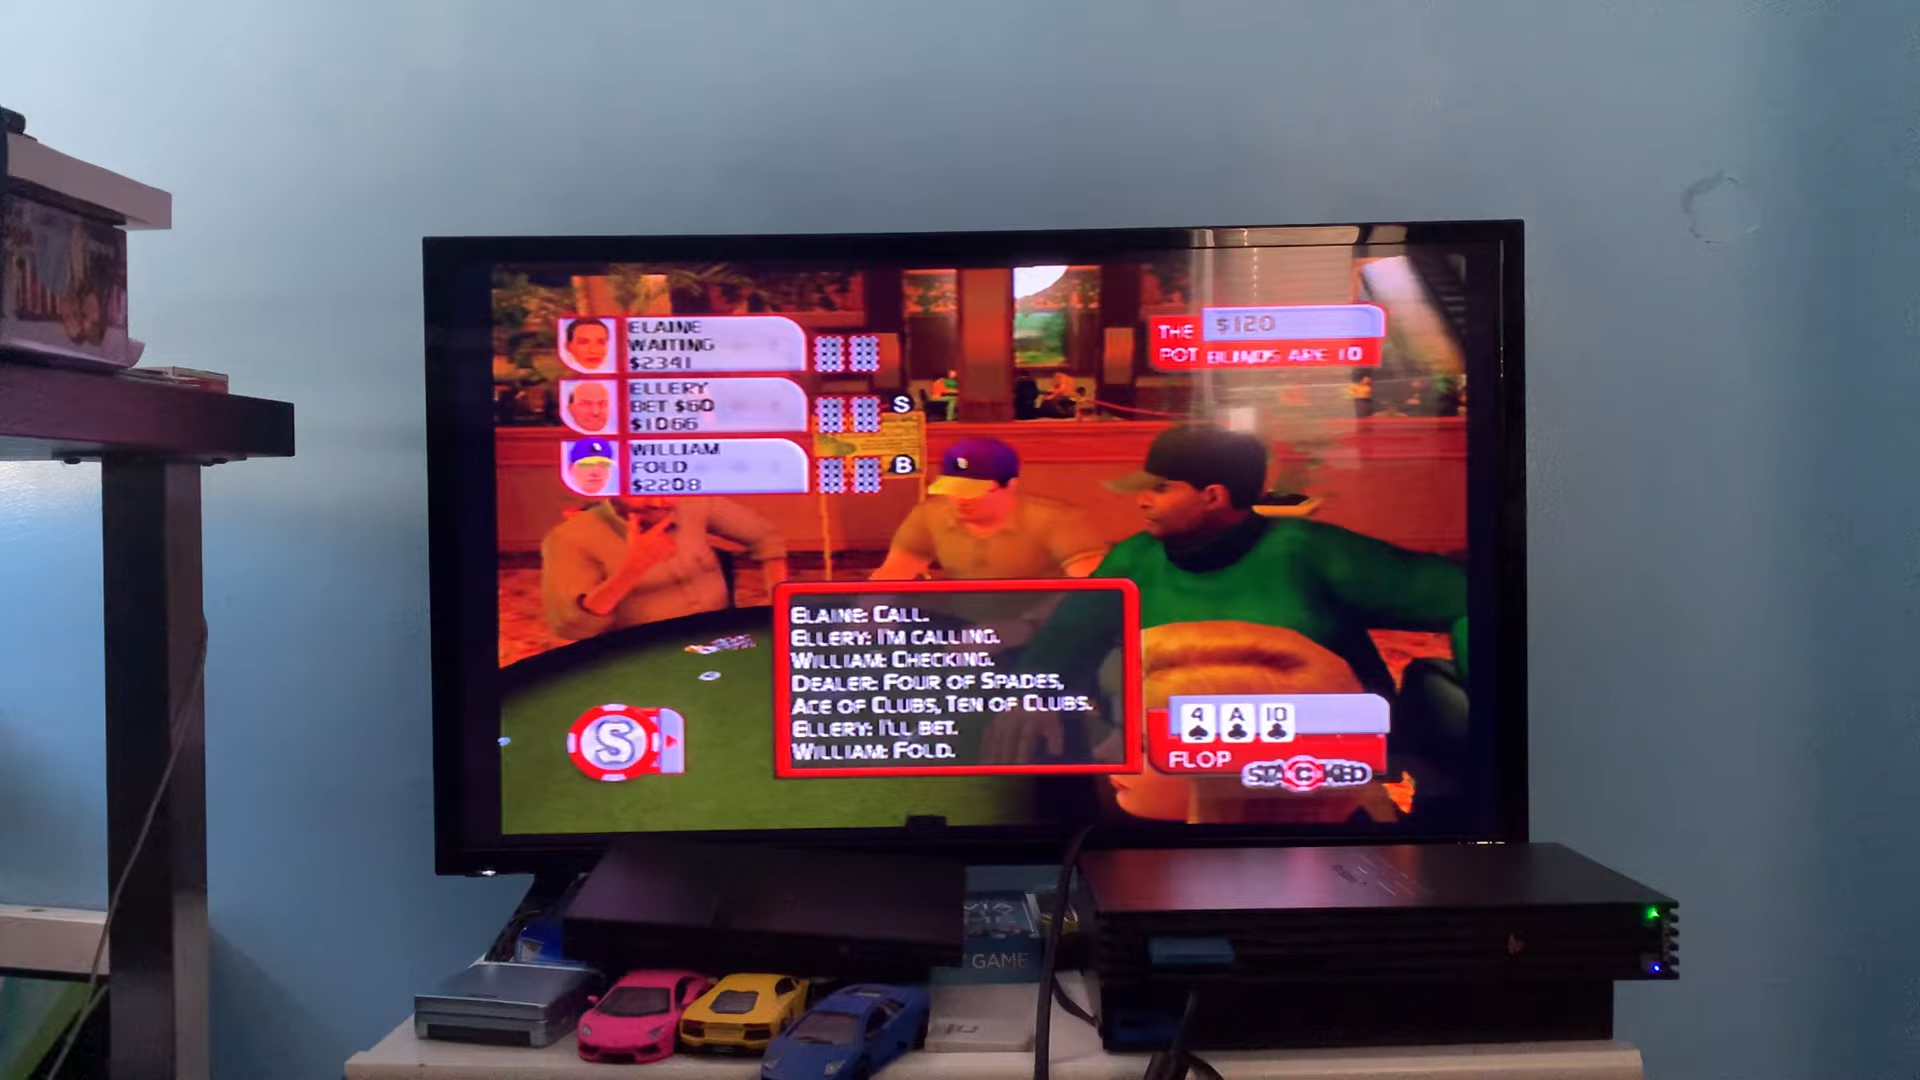 ELAINE
WAITING
$2341
ELLERY
BET $60
$1066
S
WILLIAM
FOLD
$2208
B
THE POT
$120
BLINDS ARE 10
ELAINE: CALL.
ELLERY: I'M CALLING.
WILLIAM: CHECKING.
DEALER: FOUR OF SPADES,
ACE OF CLUBS, TEN OF CLUBS.
ELLERY: I'LL BET.
WILLIAM: FOLD.
S
4 A 10
FLOP
STACKED
GAME